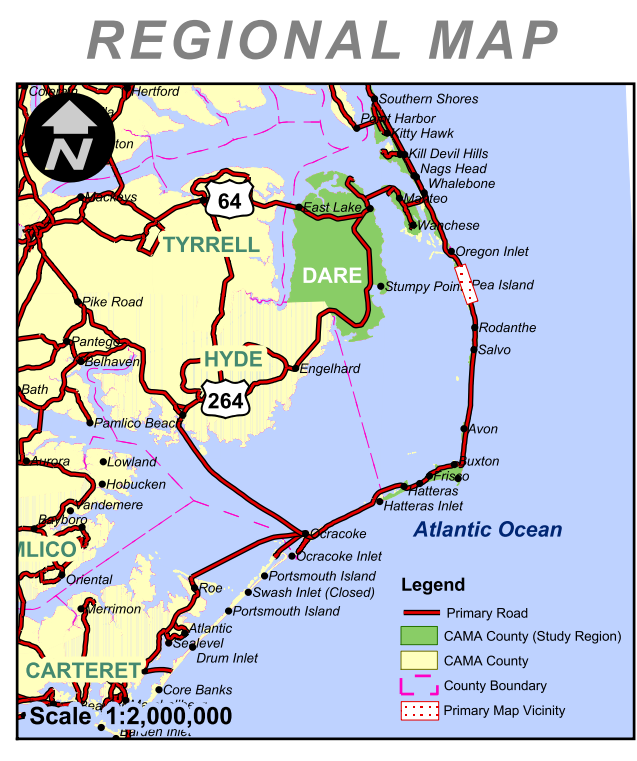 REGIONAL MAP
Hertford
Southern Shores
Point Harbor
Kitty Hawk
N
Kill Devil Hills
Nags Head
Whalebone
Mackeys
64
Manteo
East Lake
Wanchese
TYRRELL
Oregon Inlet
DARE
Stumpy Point
Pea Island
Pike Road
Rodanthe
Pantego
Salvo
HYDE
Belhaven
Engelhard
Bath
264
Pamlico Beach
Avon
Aurora
Lowland
Buxton
Frisco
Hobucken
Hatteras
Hatteras Inlet
Vandemere
Bayboro
Atlantic Ocean
Ocracoke
MLICO
Ocracoke Inlet
Oriental
Portsmouth Island
Legend
Roe
Swash Inlet (Closed)
Merrimon
Portsmouth Island
Primary Road
Atlantic
CAMA County (Study Region)
Sealevel
Drum Inlet
CAMA County
CARTERET
County Boundary
Core Banks
Primary Map Vicinity
Scale 1:2,000,000
Barden Inlet